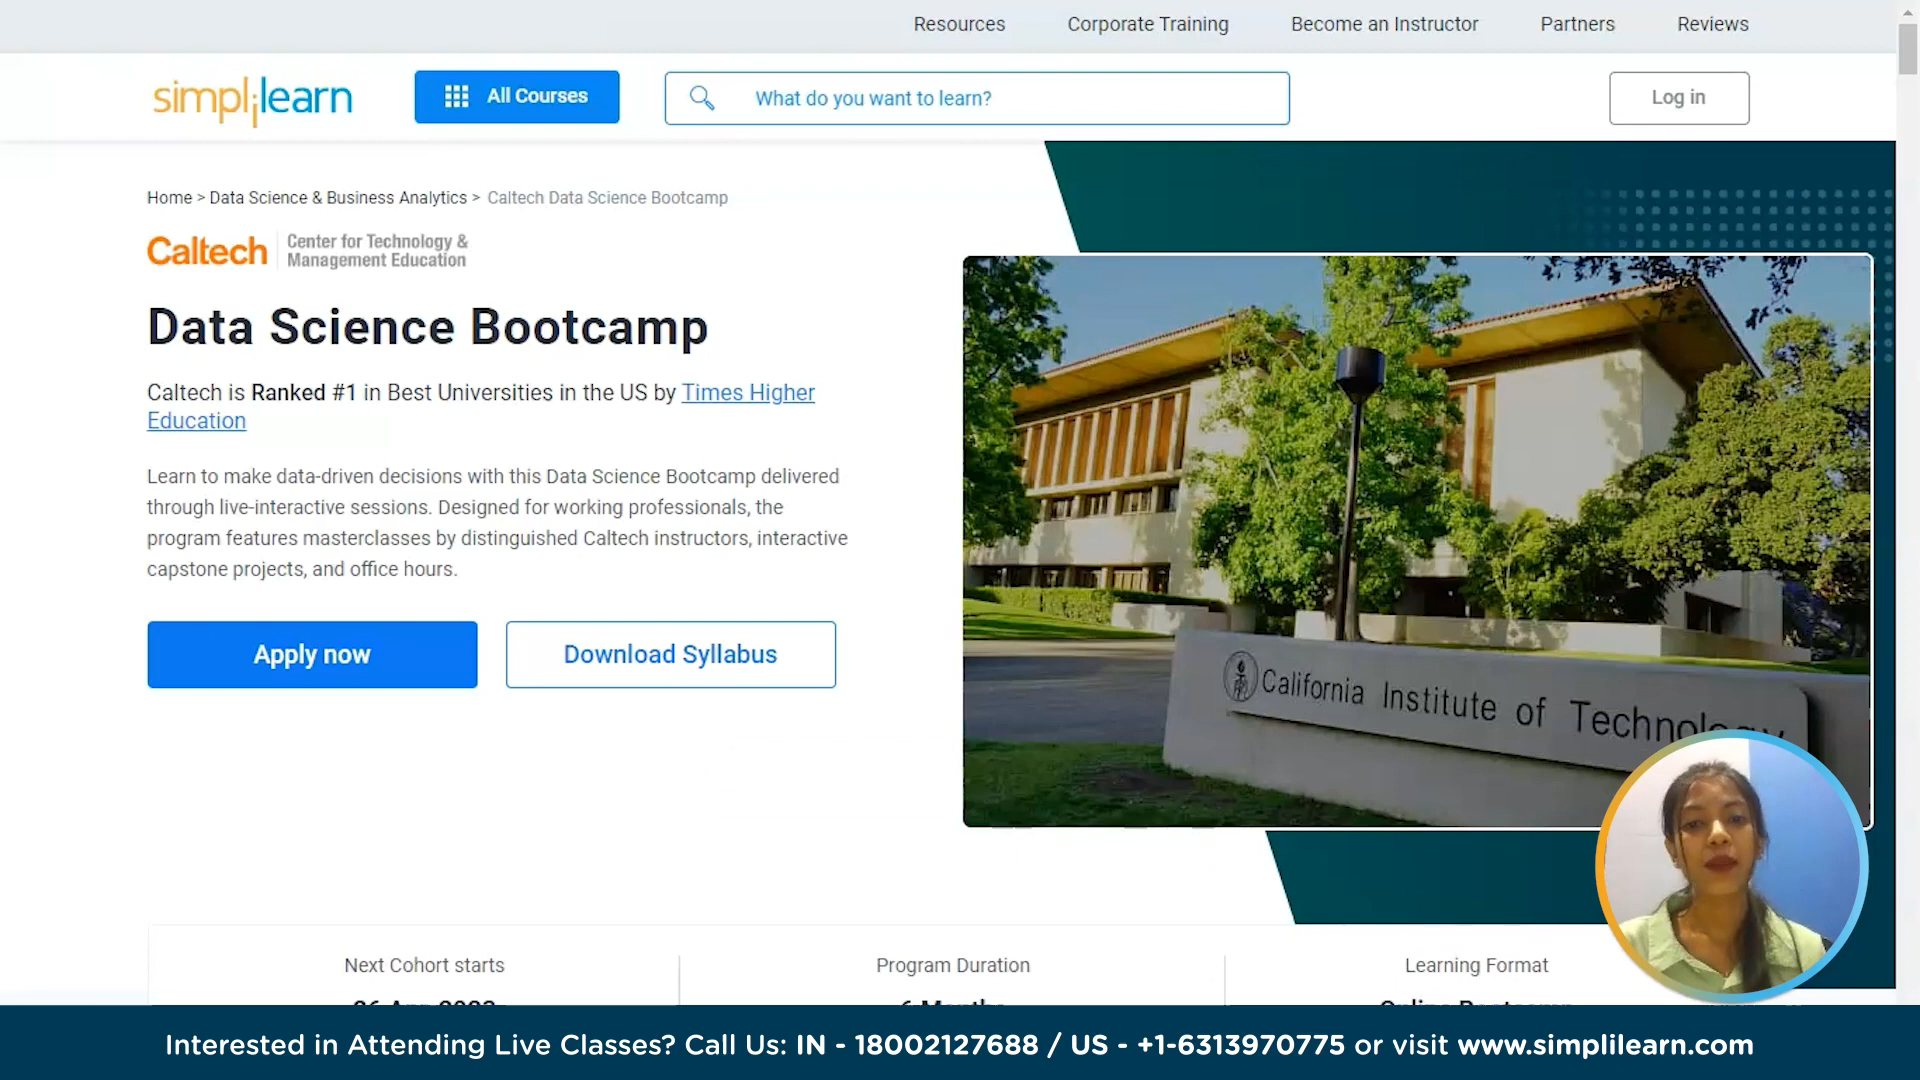 Resources Corporate Training Become an Instructor Partners Reviews
simplilearn All Courses What do you want to learn? Log in
Home > Data Science & Business Analytics > Caltech Data Science Bootcamp
Caltech
Center for Technology &
Management Education
Data Science Bootcamp
Caltech is Ranked #1 in Best Universities in the US by Times Higher
Education
Learn to make data-driven decisions with this Data Science Bootcamp delivered
through live-interactive sessions. Designed for working professionals, the
program features masterclasses by distinguished Caltech instructors, interactive
capstone projects, and office hours.
Apply now Download Syllabus
California Institute of Technology
Next Cohort starts Program Duration Learning Format
6 Months Online Bootcamp
Interested in Attending Live Classes? Call Us: IN - 18002127688 / US - +1-6313970775 or visit www.simplilearn.com